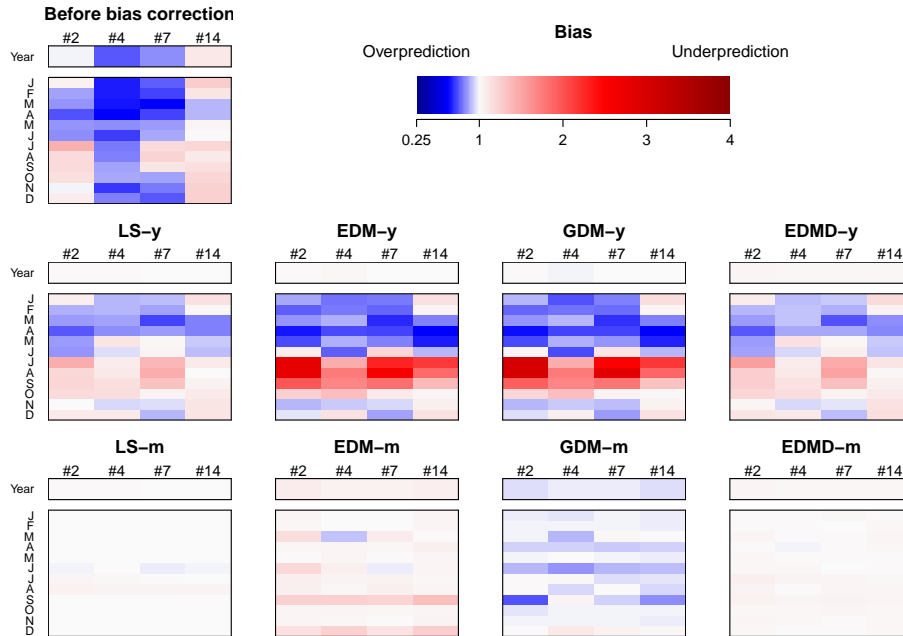 Before bias correction
#2 #4 #7 #14
Year
J
F
M
A
M
J
J
A
S
O
N
D
Bias
Overprediction Underprediction
0.25 1 2 3 4
LS−y EDM−y GDM−y EDMD−y
#2 #4 #7 #14 #2 #4 #7 #14 #2 #4 #7 #14 #2 #4 #7 #14
Year
J
F
M
A
M
J
J
A
S
O
N
D
LS−m EDM−m GDM−m EDMD−m
#2 #4 #7 #14 #2 #4 #7 #14 #2 #4 #7 #14 #2 #4 #7 #14
Year
J
F
M
A
M
J
J
A
S
O
N
D